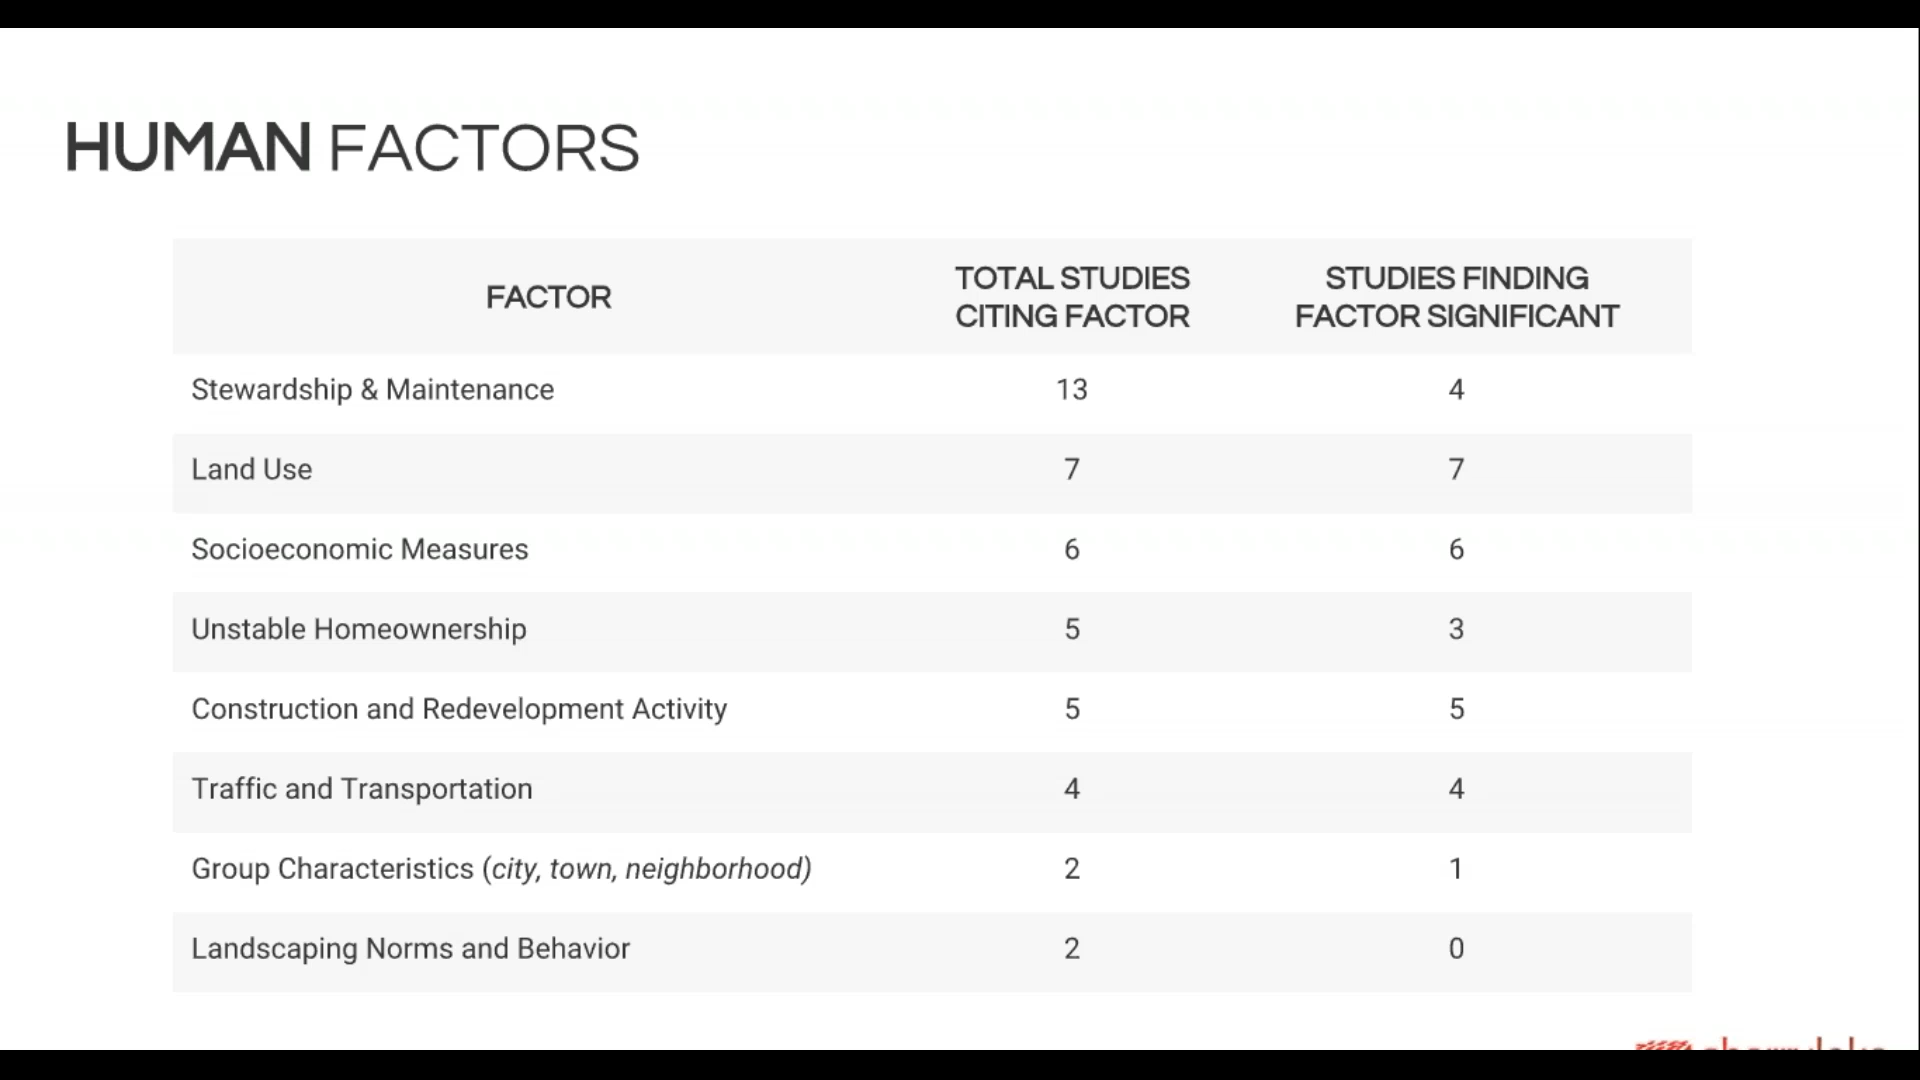 HUMAN FACTORS
FACTOR
TOTAL STUDIES
CITING FACTOR
STUDIES FINDING
FACTOR SIGNIFICANT
Stewardship & Maintenance 13 4
Land Use 7 7
Socioeconomic Measures 6 6
Unstable Homeownership 5 3
Construction and Redevelopment Activity 5 5
Traffic and Transportation 4 4
Group Characteristics (city, town, neighborhood) 2 1
Landscaping Norms and Behavior 2 0